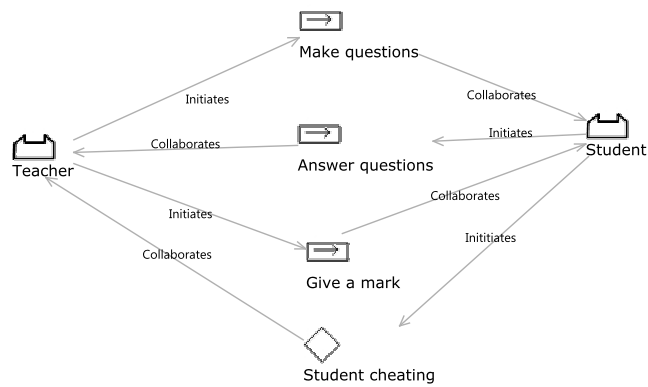 Make questions
Collaborates
Initiates
Initiates
Collaborates
Student
Answer questions
Teacher
Collaborates
Initiates
Inititiates
Collaborates
Give a mark
Student cheating